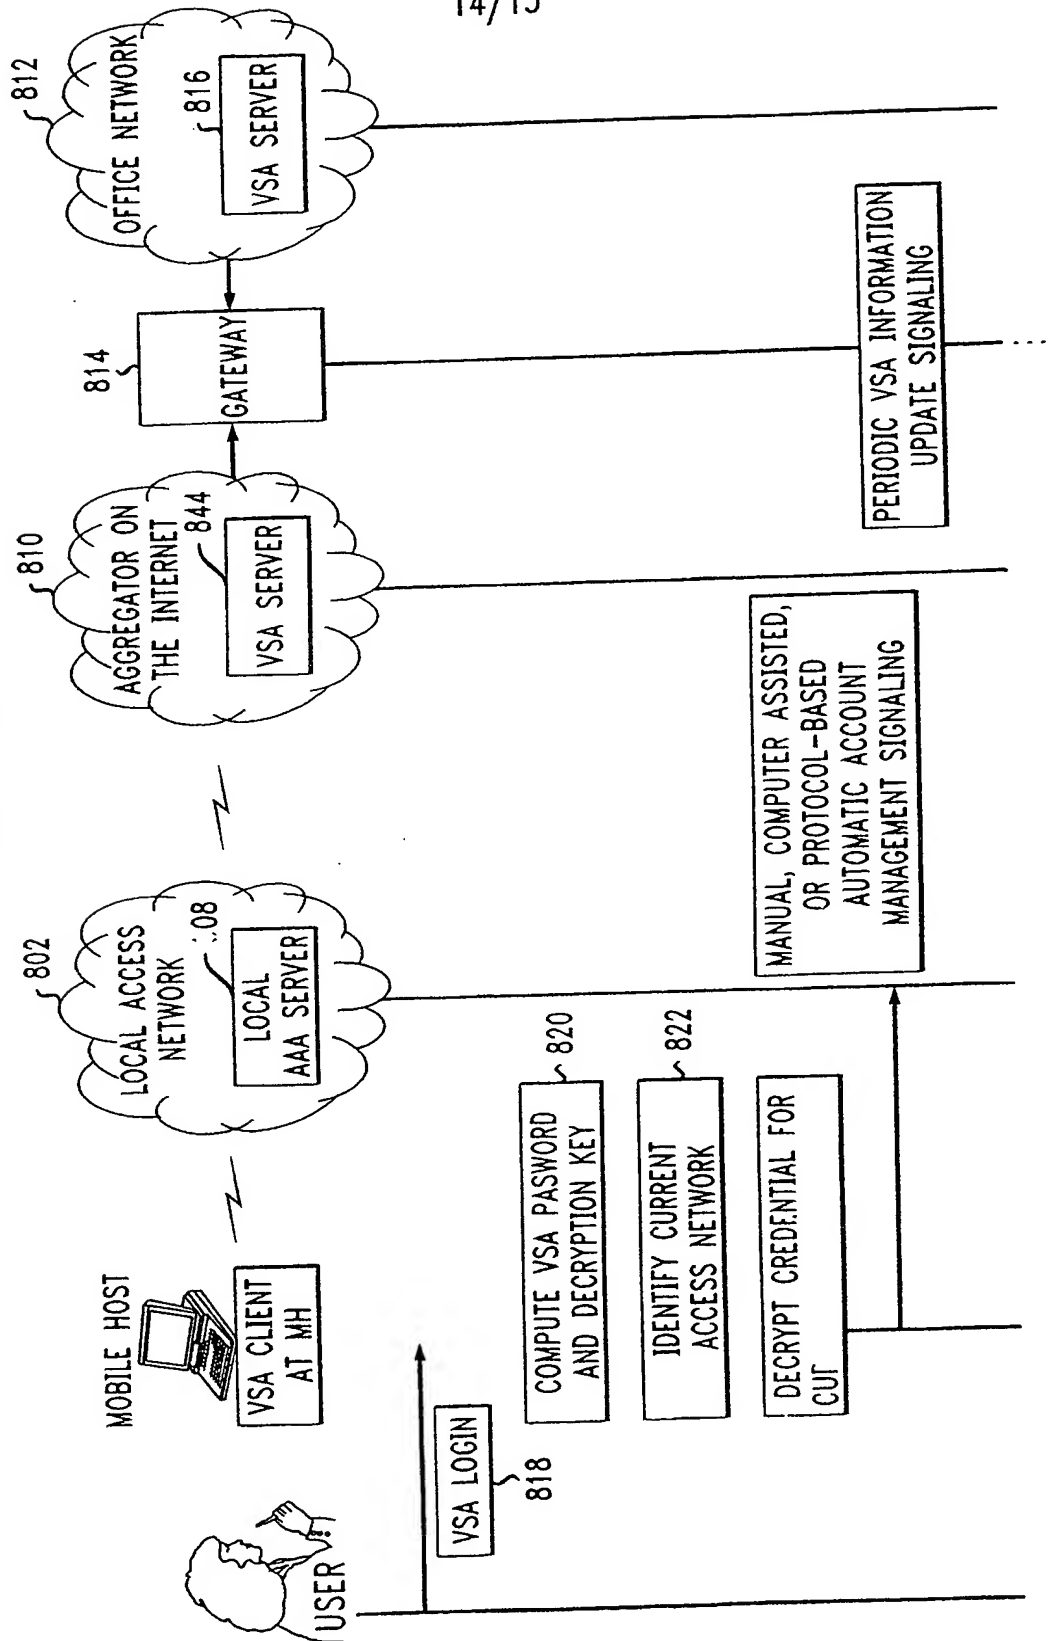 14/15
812
OFFICE NETWORK
816
VSA SERVER
814
GATEWAY
PERIODIC VSA INFORMATION
UPDATE SIGNALING
810
AGGREGATOR ON
THE INTERNET
844
VSA SERVER
MANUAL, COMPUTER ASSISTED,
OR PROTOCOL-BASED
AUTOMATIC ACCOUNT
MANAGEMENT SIGNALING
802
LOCAL ACCESS
NETWORK
08
LOCAL
AAA SERVER
MOBILE HOST
VSA CLIENT
AT MH
COMPUTE VSA PASWORD
AND DECRYPTION KEY
820
IDENTIFY CURRENT
ACCESS NETWORK
822
DECRYPT CREDENTIAL FOR
CUT
USER
VSA LOGIN
818